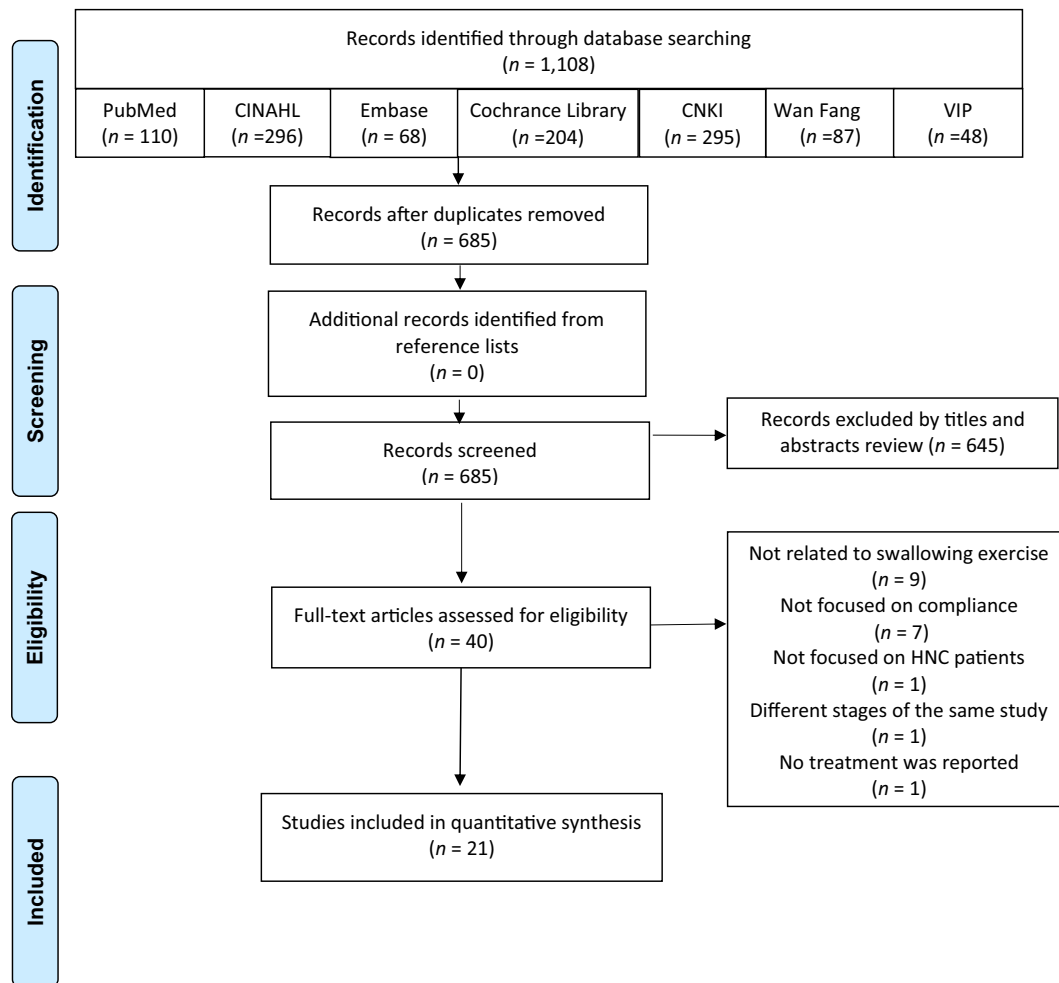 Identification
Records identified through database searching
(n = 1,108)
PubMed
(n = 110)
CINAHL
(n =296)
Embase
(n = 68)
Cochrance Library
(n =204)
CNKI
(n = 295)
Wan Fang
(n =87)
VIP
(n =48)
Records after duplicates removed
(n = 685)
Screening
Additional records identified from
reference lists
(n = 0)
Records screened
(n = 685)
Records excluded by titles and
abstracts review (n = 645)
Eligibility
Full-text articles assessed for eligibility
(n = 40)
Not related to swallowing exercise
(n = 9)
Not focused on compliance
(n = 7)
Not focused on HNC patients
(n = 1)
Different stages of the same study
(n = 1)
No treatment was reported
(n = 1)
Included
Studies included in quantitative synthesis
(n = 21)